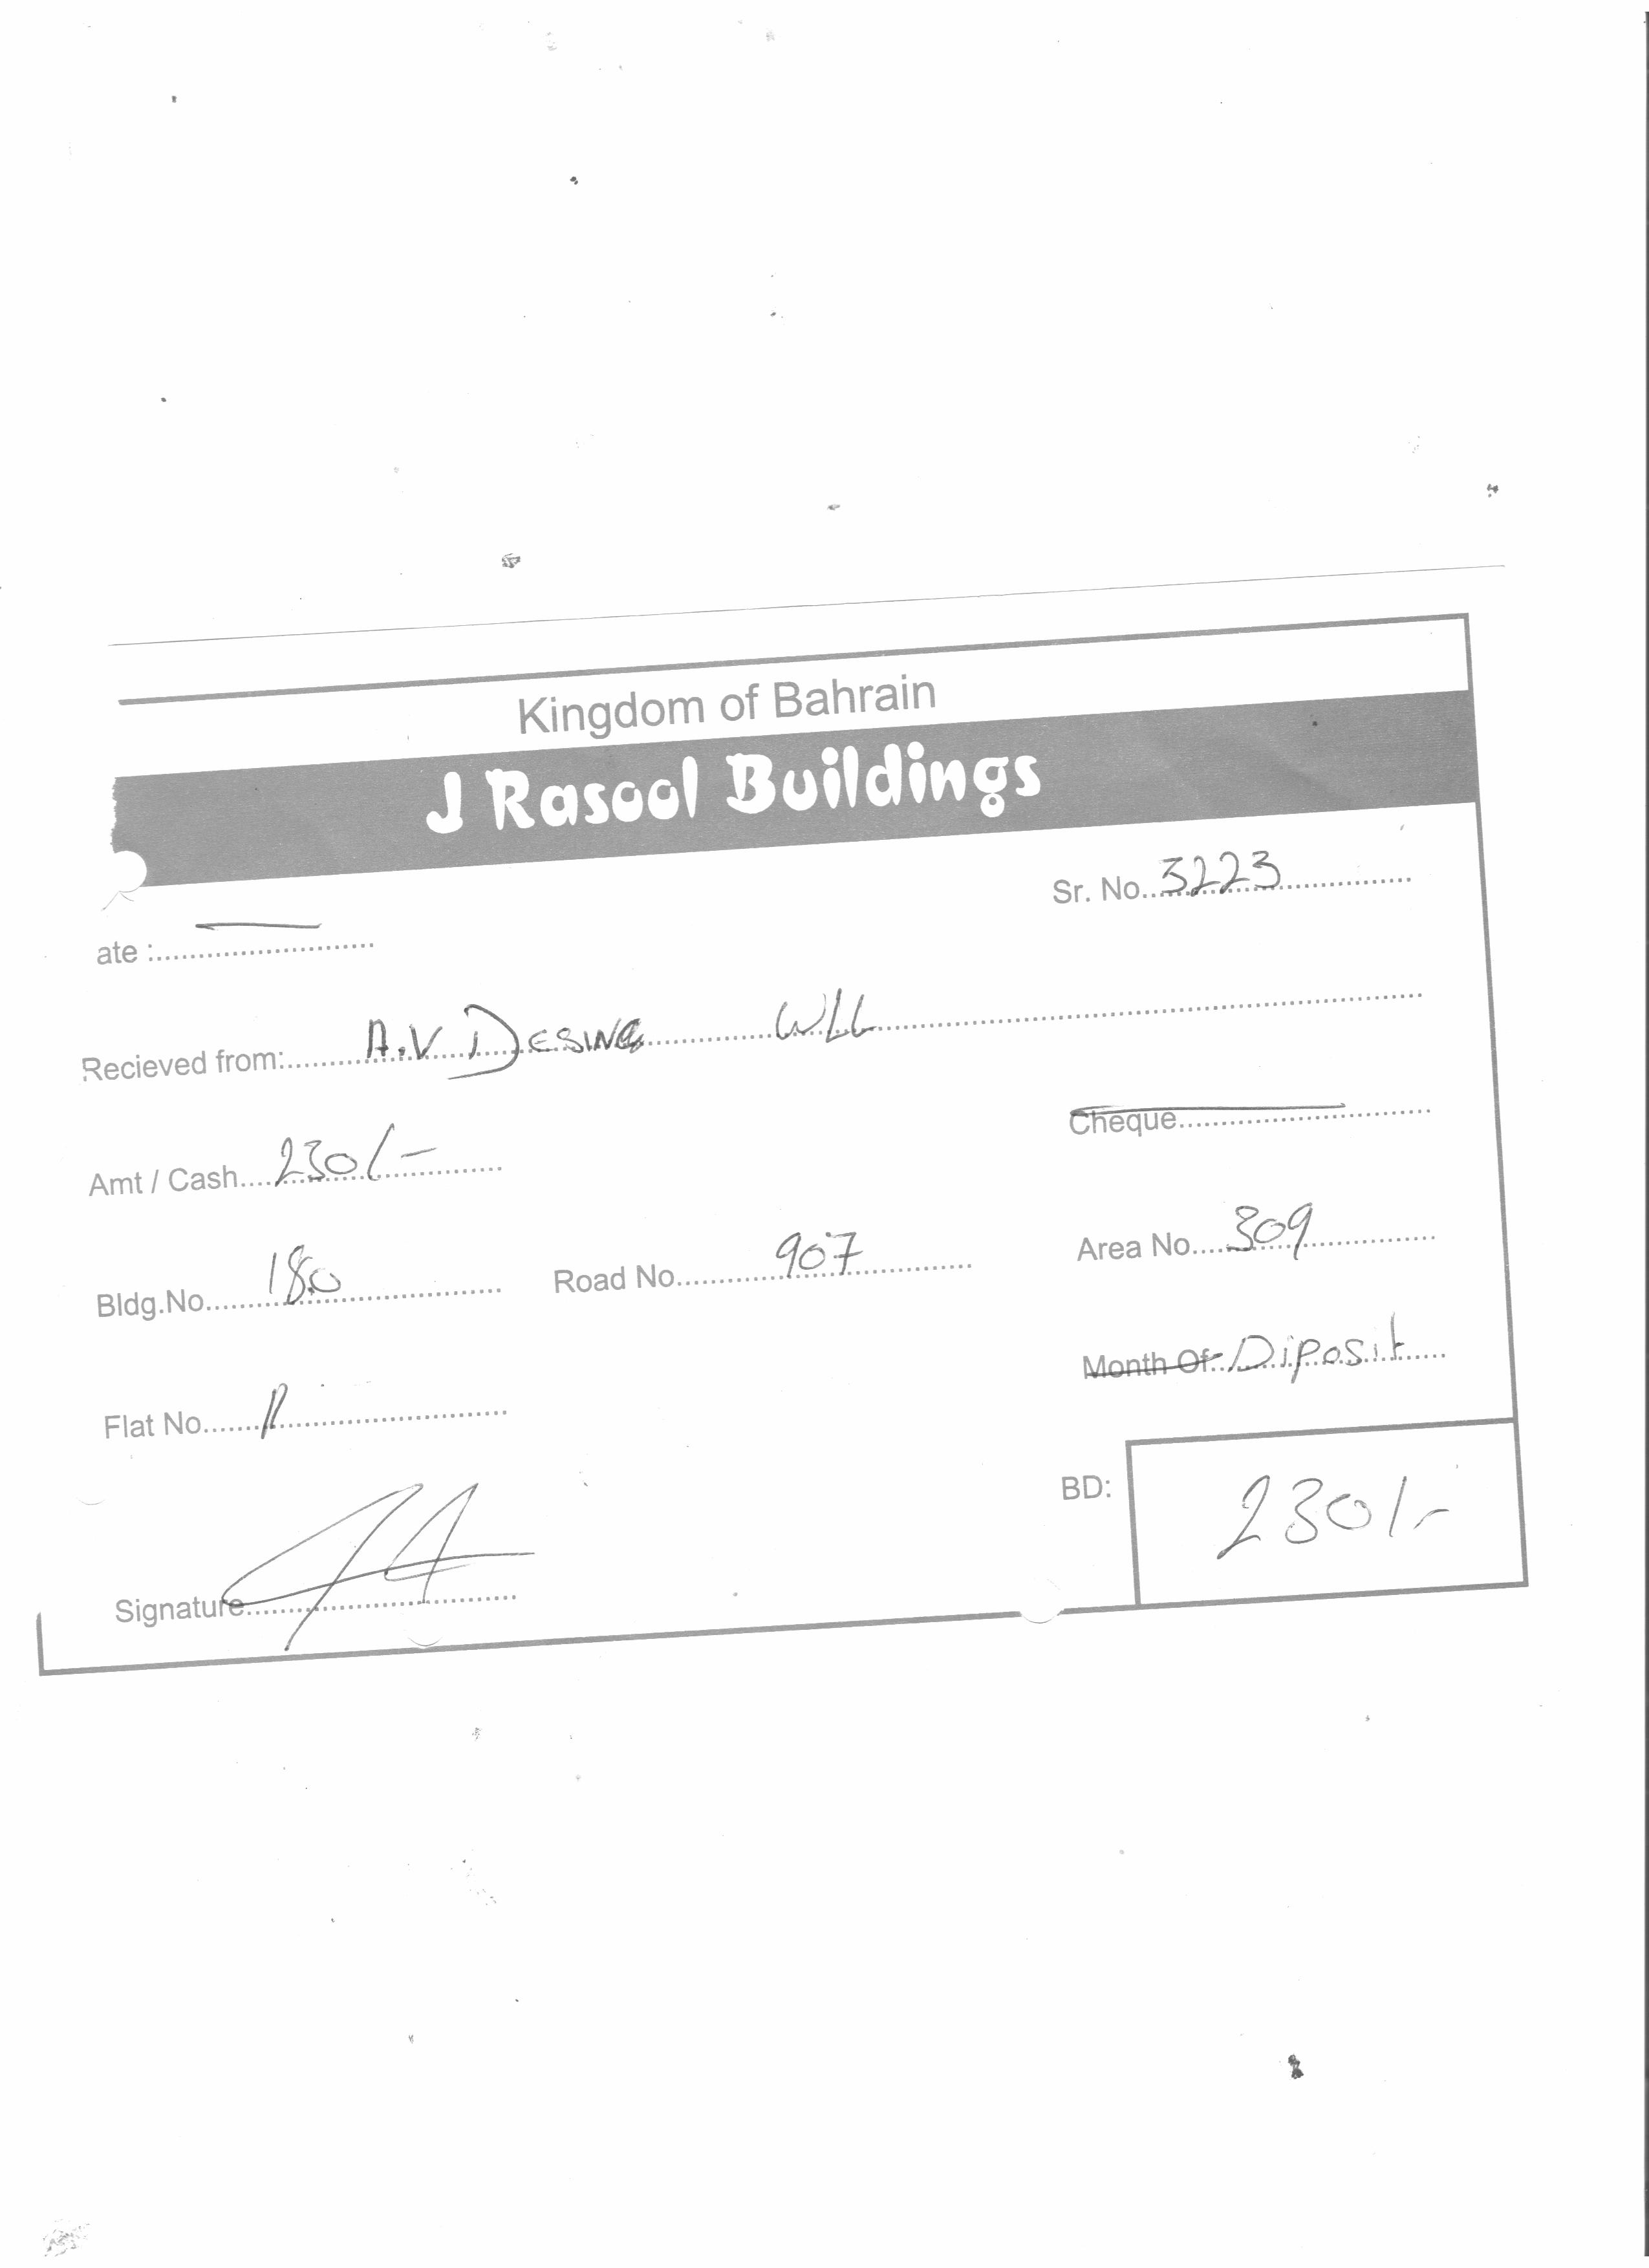 Kingdom of Bahrain
J Rasool Buildings
Sr. No. 3223
ate :
Recieved from: A.V Desing WLL
Amt / Cash 230/-
Cheque
Bldg.No. 180 Road No. 907 Area No. 309
Flat No. 11
Month Of Diposit
BD: 230/-
Signature